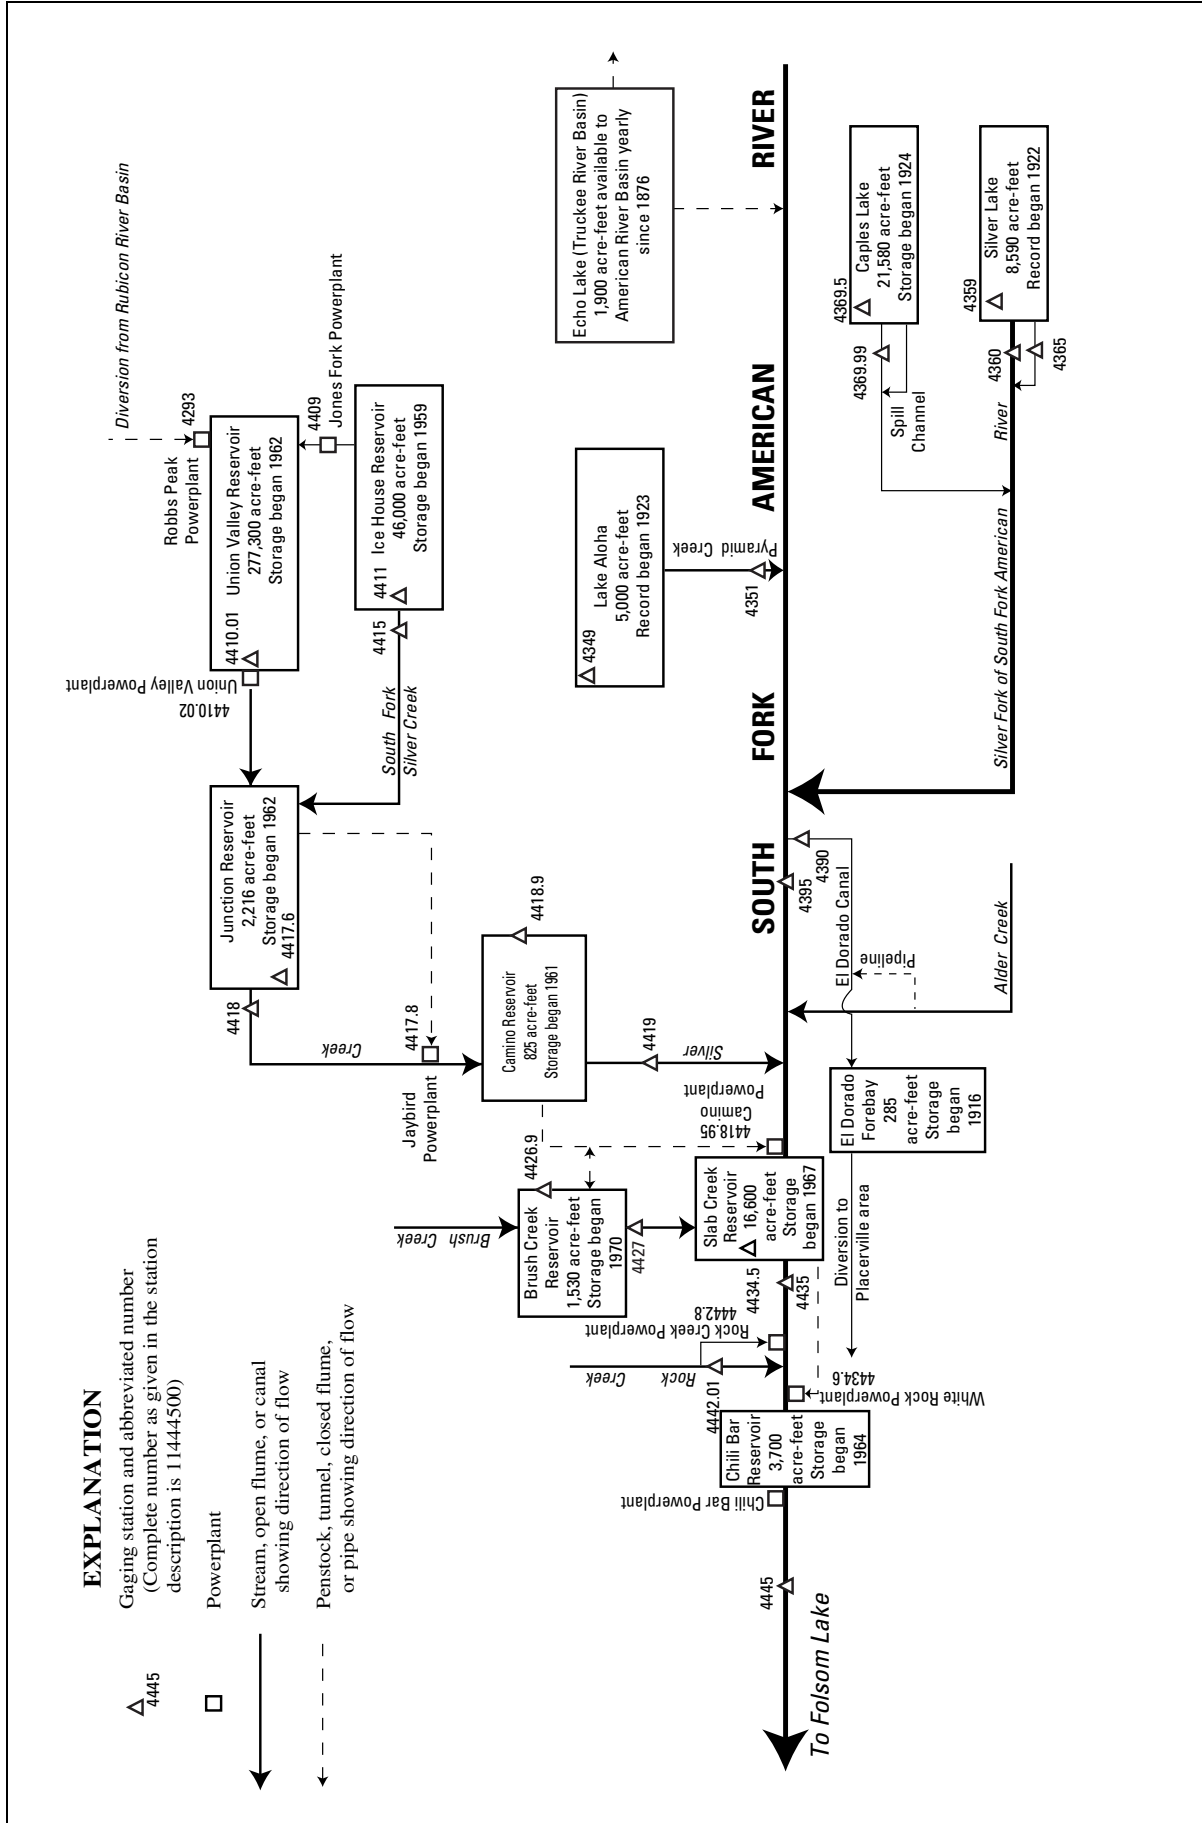 EXPLANATION
4445
Gaging station and abbreviated number
(Complete number as given in the station
description is 11444500)
Powerplant
Stream, open flume, or canal
showing direction of flow
Penstock, tunnel, closed flume,
or pipe showing direction of flow
Diversion from Rubicon River Basin
Robbs Peak
Powerplant
4293
4410.01
Union Valley Reservoir
277,300 acre-feet
Storage began 1962
4409
Jones Fork Powerplant
4411 Ice House Reservoir
46,000 acre-feet
Storage began 1959
4415
Union Valley Powerplant
4410.02
South Fork
Silver Creek
Junction Reservoir
2,216 acre-feet
Storage began 1962
4417.6
4418
Creek
4417.8
Jaybird
Powerplant
Camino Reservoir
825 acre-feet
Storage began 1961
4418.9
4419
Silver
Camino
Powerplant
4418.95
Brush Creek
4426.9
Brush Creek
Reservoir
1,530 acre-feet
Storage began
1970
4427
Slab Creek
Reservoir
16,600
acre-feet
Storage
began 1967
4434.5
4435
Rock Creek Powerplant
4442.8
Rock Creek
4442.01
White Rock Powerplant
4434.6
Chili Bar
Reservoir
3,700
acre-feet
Storage
began
1964
Chili Bar Powerplant
4445
To Folsom Lake
SOUTH FORK AMERICAN RIVER
Echo Lake (Truckee River Basin)
1,900 acre-feet available to
American River Basin yearly
since 1876
4349
Lake Aloha
5,000 acre-feet
Record began 1923
Pyramid Creek
4351
4369.5
Caples Lake
21,580 acre-feet
Storage began 1924
4369.99
Spill
Channel
4359
Silver Lake
8,590 acre-feet
Record began 1922
4360
4365
Silver Fork of South Fork American River
4395
4390
El Dorado Canal
Pipeline
Alder Creek
El Dorado
Forebay
285
acre-feet
Storage
began
1916
Diversion to
Placerville area